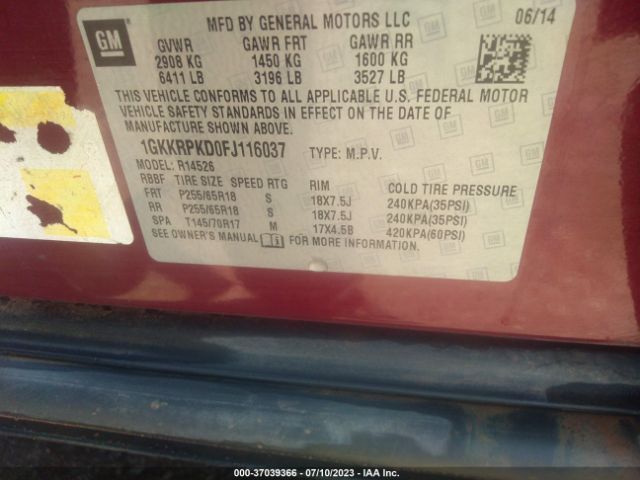 GM
MFD BY GENERAL MOTORS LLC 06/14
GVWR GAWR FRT GAWR RR
2908 KG 1450 KG 1600 KG
6411 LB 3196 LB 3527 LB
THIS VEHICLE CONFORMS TO ALL APPLICABLE U.S. FEDERAL MOTOR
VEHICLE SAFETY STANDARDS IN EFFECT ON THE DATE OF
MANUFACTURE SHOWN ABOVE.
1GKKRPKD0FJ116037 TYPE: M.P.V.
MODEL: R14526
RBBF TIRE SIZE SPEED RTG RIM COLD TIRE PRESSURE
FRT P255/65R18 S 18X7.5J 240KPA(35PSI)
RR P255/65R18 S 18X7.5J 240KPA(35PSI)
SPA T145/70R17 M 17X4.5B 420KPA(60PSI)
SEE OWNER'S MANUAL FOR MORE INFORMATION
000-37039366 - 07/10/2023 - IAA Inc.